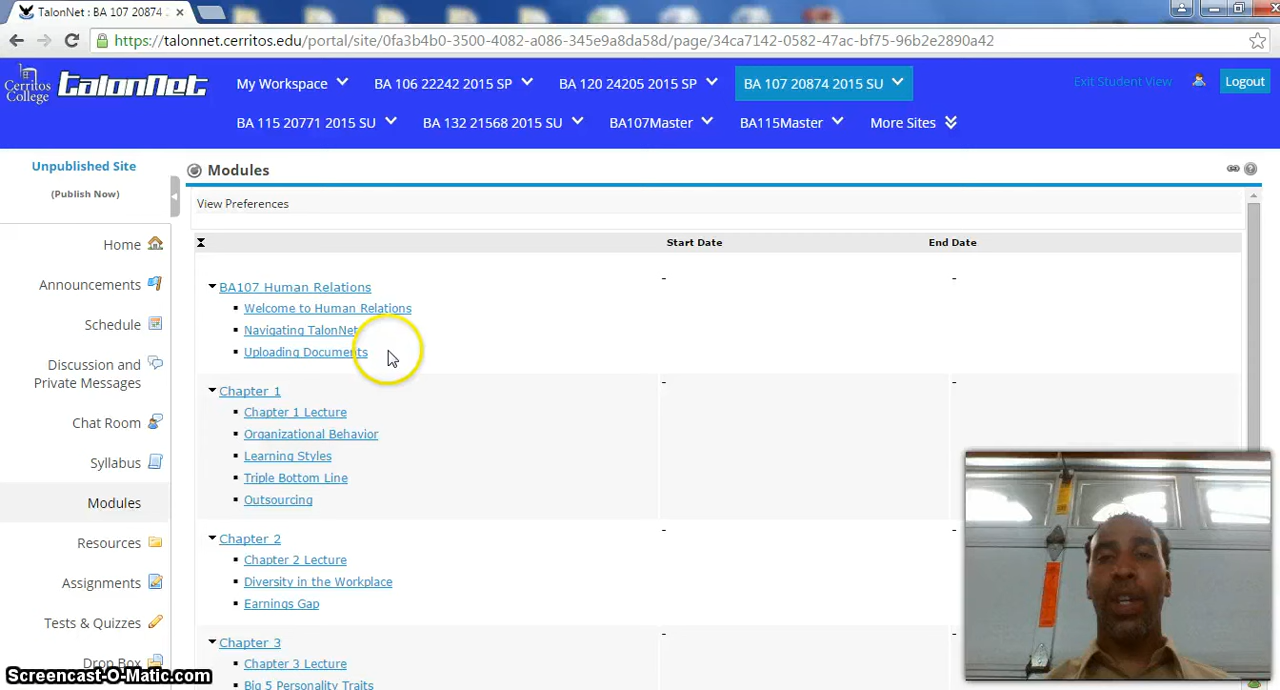 TalonNet : BA 107 20874 2
https://talonnet.cerritos.edu/portal/site/0fa3b4b0-3500-4082-a086-345e9a8da58d/page/34ca7142-0582-47ac-bf75-96b2e2890a42
Cerritos College talonNet
My Workspace BA 106 22242 2015 SP BA 120 24205 2015 SP BA 107 20874 2015 SU Exit Student View Logout
BA 115 20771 2015 SU BA 132 21568 2015 SU BA107Master BA115Master More Sites
Unpublished Site
(Publish Now)
Home
Announcements
Schedule
Discussion and
Private Messages
Chat Room
Syllabus
Modules
Resources
Assignments
Tests & Quizzes
Drop Box
Modules
View Preferences
Start Date End Date
BA107 Human Relations - -
Welcome to Human Relations
Navigating TalonNet
Uploading Documents
Chapter 1 - -
Chapter 1 Lecture
Organizational Behavior
Learning Styles
Triple Bottom Line
Outsourcing
Chapter 2 - -
Chapter 2 Lecture
Diversity in the Workplace
Earnings Gap
Chapter 3 - -
Chapter 3 Lecture
Big 5 Personality Traits
Screencast-O-Matic.com